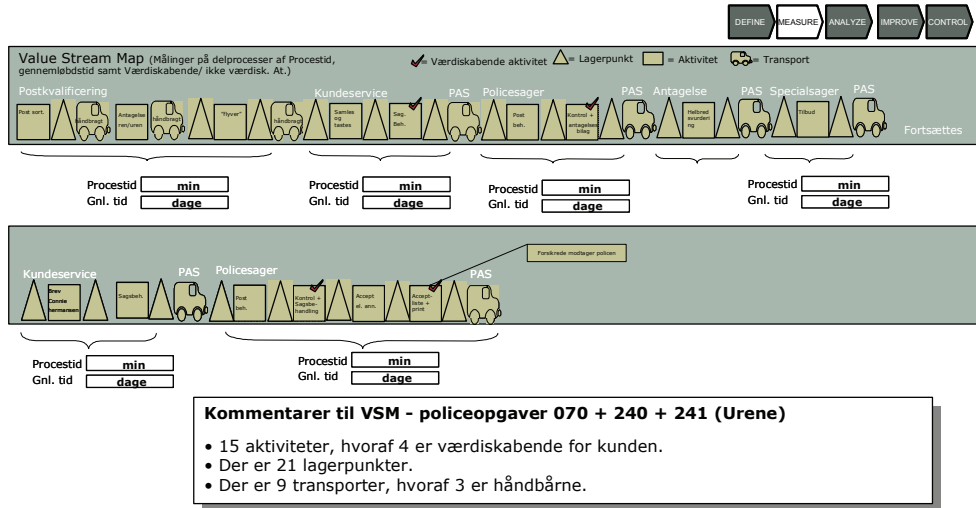 DEFINE MEASURE ANALYZE IMPROVE CONTROL
Value Stream Map (Målinger på delprocesser af Procestid,
gennemløbdstid samt Værdiskabende/ ikke værdisk. At.)
= Værdiskabende aktivitet = Lagerpunkt = Aktivitet = Transport
Postkvalificering Kundeservice PAS Policesager PAS Antagelse PAS Specialsager PAS
Post sort.
håndbragt
Antagelse
ren/uren
håndbragt
"flyver"
håndbragt
Samles
og
tastes
Sag.
Beh.
Post
beh.
Kontrol +
antagelses
bilag
Helbred
svurderi
ng
Tilbud
Fortsættes
Procestid min
Gnl. tid dage
Procestid min
Gnl. tid dage
Procestid min
Gnl. tid dage
Procestid min
Gnl. tid dage
Forsikrede modtager policen
Kundeservice PAS Policesager PAS
Brev
Connie
hermansen
Sagsbeh.
Post
beh.
Kontrol +
Sagsbe-
handling
Accept
el. ann.
Accept-
liste +
print
Procestid min
Gnl. tid dage
Procestid min
Gnl. tid dage
Kommentarer til VSM - policeopgaver 070 + 240 + 241 (Urene)
• 15 aktiviteter, hvoraf 4 er værdiskabende for kunden.
• Der er 21 lagerpunkter.
• Der er 9 transporter, hvoraf 3 er håndbårne.